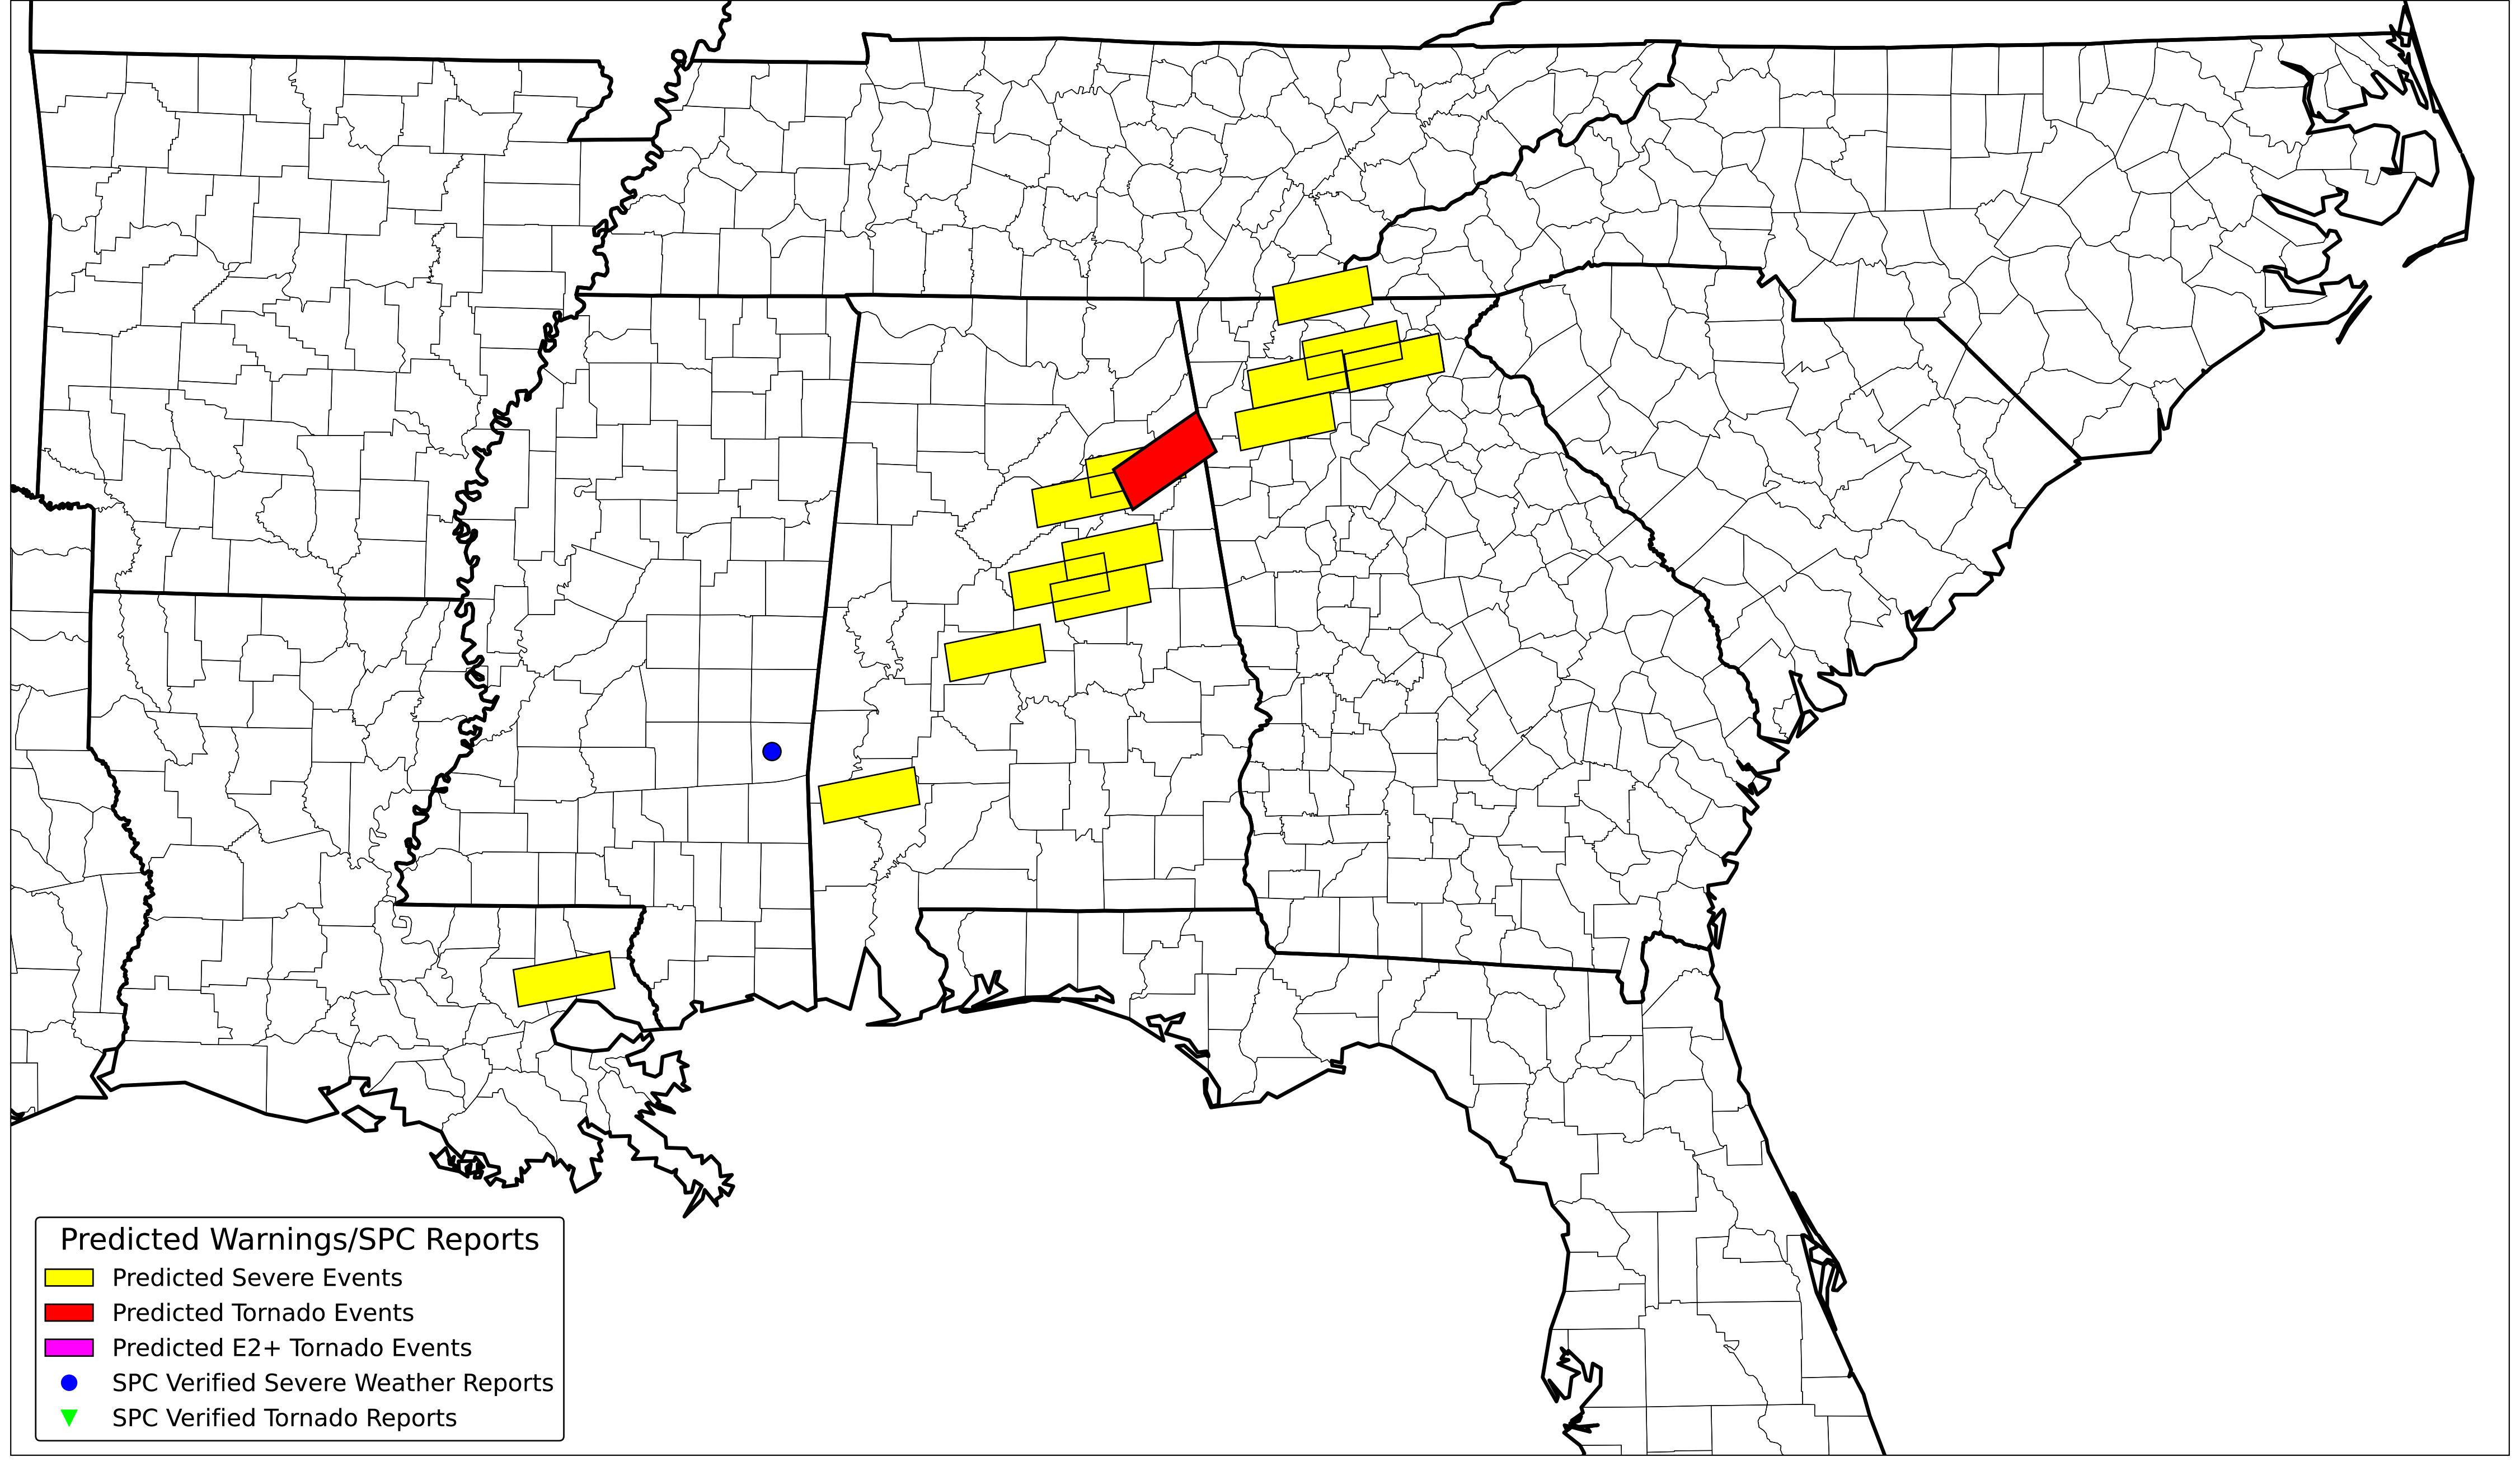 Predicted Warnings/SPC Reports
Predicted Severe Events
Predicted Tornado Events
Predicted E2+ Tornado Events
SPC Verified Severe Weather Reports
SPC Verified Tornado Reports